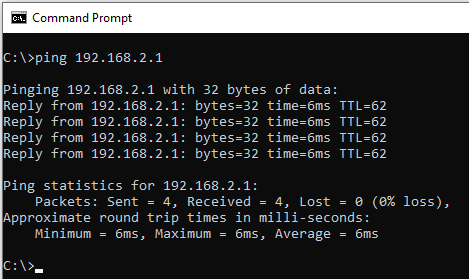 Command Prompt
C:\>ping 192.168.2.1
Pinging 192.168.2.1 with 32 bytes of data:
Reply from 192.168.2.1: bytes=32 time=6ms TTL=62
Reply from 192.168.2.1: bytes=32 time=6ms TTL=62
Reply from 192.168.2.1: bytes=32 time=6ms TTL=62
Reply from 192.168.2.1: bytes=32 time=6ms TTL=62
Ping statistics for 192.168.2.1:
    Packets: Sent = 4, Received = 4, Lost = 0 (0% loss),
Approximate round trip times in milli-seconds:
    Minimum = 6ms, Maximum = 6ms, Average = 6ms
C:\>_